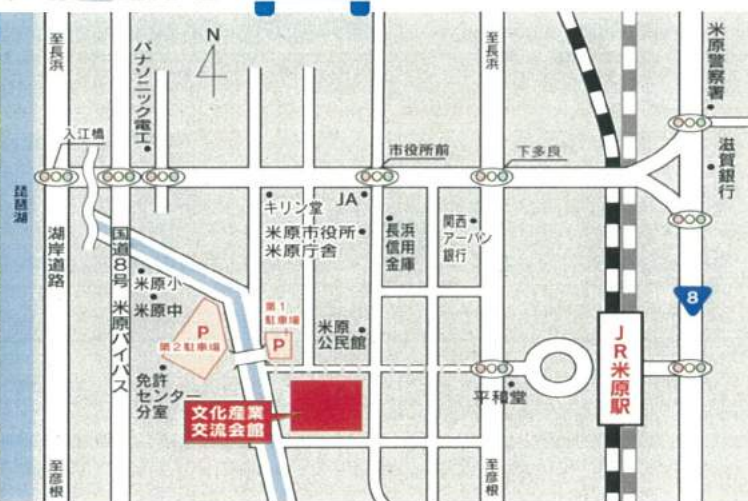 至長浜
パナソニック電工
N
至長浜
米原警察署
入江橋
市役所前
下多良
滋賀銀行
琵琶湖
湖岸道路
国道8号 米原バイパス
キリン堂
JA
米原市役所
米原庁舎
長浜
信用
金庫
関西
アーバン
銀行
米原小
米原中
8
P
第2駐車場
第1
駐車場
P
米原
公民館
JR米原駅
免許
センター
分室
平和堂
文化産業
交流会館
至彦根
至彦根